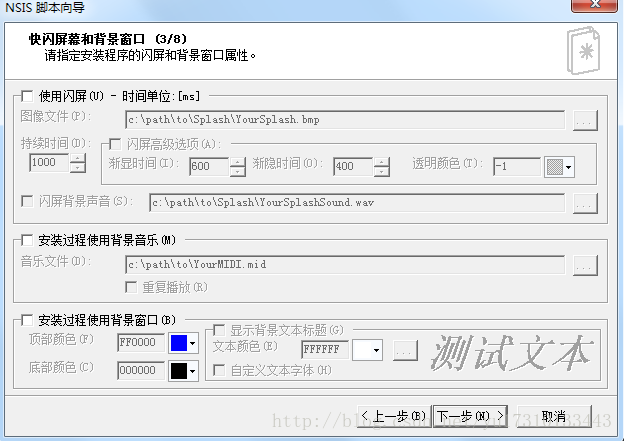 NSIS 脚本向导
快闪屏幕和背景窗口 (3/8)
请指定安装程序的闪屏和背景窗口属性。
使用闪屏(U) - 时间单位:[ms]
图像文件(P): c:\path\to\Splash\YourSplash.bmp ...
持续时间(D): 闪屏高级选项(A):
1000 渐显时间(I): 600 渐隐时间(O): 400 透明颜色(T): -1
闪屏背景声音(S): c:\path\to\Splash\YourSplashSound.wav ...
安装过程使用背景音乐(M)
音乐文件(D): c:\path\to\YourMIDI.mid ...
重复播放(R)
安装过程使用背景窗口(B)
顶部颜色(F) FF0000 显示背景文本标题(G)
文本颜色(E) FFFFFF ... 测试文本
底部颜色(C) 000000 自定义文本字体(H)
< 上一步(B) 下一步(N) > 取消